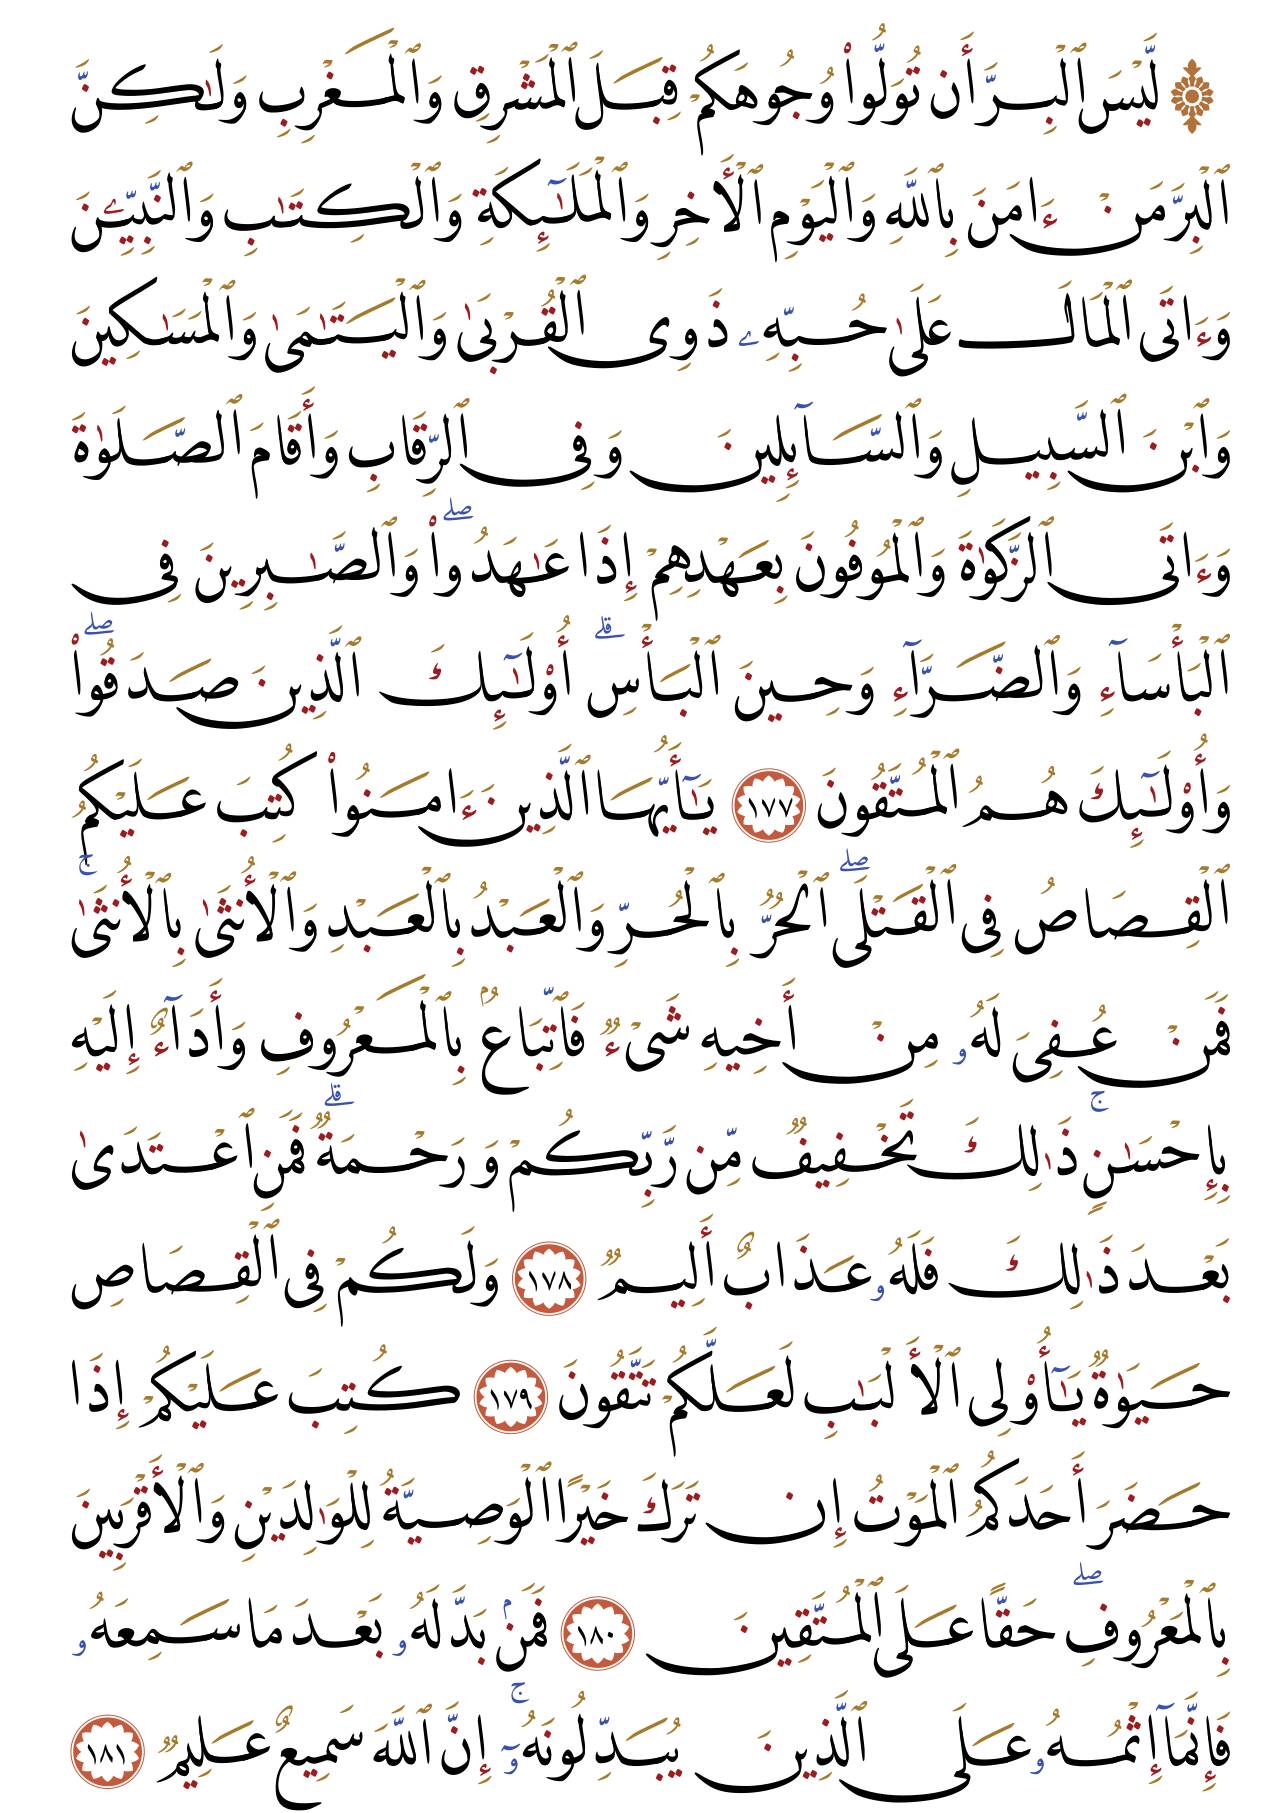 ۞ لَّيْسَ ٱلْبِرَّ أَن تُوَلُّوا۟ وُجُوهَكُمْ قِبَلَ ٱلْمَشْرِقِ وَٱلْمَغْرِبِ وَلَـٰكِنَّ
ٱلْبِرَّ مَنْ ءَامَنَ بِٱللَّهِ وَٱلْيَوْمِ ٱلْأَخِرِ وَٱلْمَلَـٰٓئِكَةِ وَٱلْكِتَـٰبِ وَٱلنَّبِيِّـۧنَ
وَءَاتَى ٱلْمَالَ عَلَىٰ حُبِّهِۦ ذَوِى ٱلْقُرْبَىٰ وَٱلْيَتَـٰمَىٰ وَٱلْمَسَـٰكِينَ
وَٱبْنَ ٱلسَّبِيلِ وَٱلسَّآئِلِينَ وَفِى ٱلرِّقَابِ وَأَقَامَ ٱلصَّلَوٰةَ
وَءَاتَى ٱلزَّكَوٰةَ وَٱلْمُوفُونَ بِعَهْدِهِمْ إِذَا عَـٰهَدُوا۟ ۖ وَٱلصَّـٰبِرِينَ فِى
ٱلْبَأْسَآءِ وَٱلضَّرَّآءِ وَحِينَ ٱلْبَأْسِ ۗ أُو۟لَـٰٓئِكَ ٱلَّذِينَ صَدَقُوا۟ ۖ
وَأُو۟لَـٰٓئِكَ هُمُ ٱلْمُتَّقُونَ ١٧٧ يَـٰٓأَيُّهَا ٱلَّذِينَ ءَامَنُوا۟ كُتِبَ عَلَيْكُمُ
ٱلْقِصَاصُ فِى ٱلْقَتْلَى ۖ ٱلْحُرُّ بِٱلْحُرِّ وَٱلْعَبْدُ بِٱلْعَبْدِ وَٱلْأُنثَىٰ بِٱلْأُنثَىٰ ۚ
فَمَنْ عُفِىَ لَهُۥ مِنْ أَخِيهِ شَىْءٌ فَٱتِّبَاعٌۢ بِٱلْمَعْرُوفِ وَأَدَآءٌ إِلَيْهِ
بِإِحْسَـٰنٍ ۗ ذَٰلِكَ تَخْفِيفٌ مِّن رَّبِّكُمْ وَرَحْمَةٌ ۗ فَمَنِ ٱعْتَدَىٰ
بَعْدَ ذَٰلِكَ فَلَهُۥ عَذَابٌ أَلِيمٌ ١٧٨ وَلَكُمْ فِى ٱلْقِصَاصِ
حَيَوٰةٌ يَـٰٓأُو۟لِى ٱلْأَلْبَـٰبِ لَعَلَّكُمْ تَتَّقُونَ ١٧٩ كُتِبَ عَلَيْكُمْ إِذَا
حَضَرَ أَحَدَكُمُ ٱلْمَوْتُ إِن تَرَكَ خَيْرًا ٱلْوَصِيَّةُ لِلْوَٰلِدَيْنِ وَٱلْأَقْرَبِينَ
بِٱلْمَعْرُوفِ ۖ حَقًّا عَلَى ٱلْمُتَّقِينَ ١٨٠ فَمَنۢ بَدَّلَهُۥ بَعْدَ مَا سَمِعَهُۥ
فَإِنَّمَآ إِثْمُهُۥ عَلَى ٱلَّذِينَ يُبَدِّلُونَهُۥٓ ۚ إِنَّ ٱللَّهَ سَمِيعٌ عَلِيمٌ ١٨١